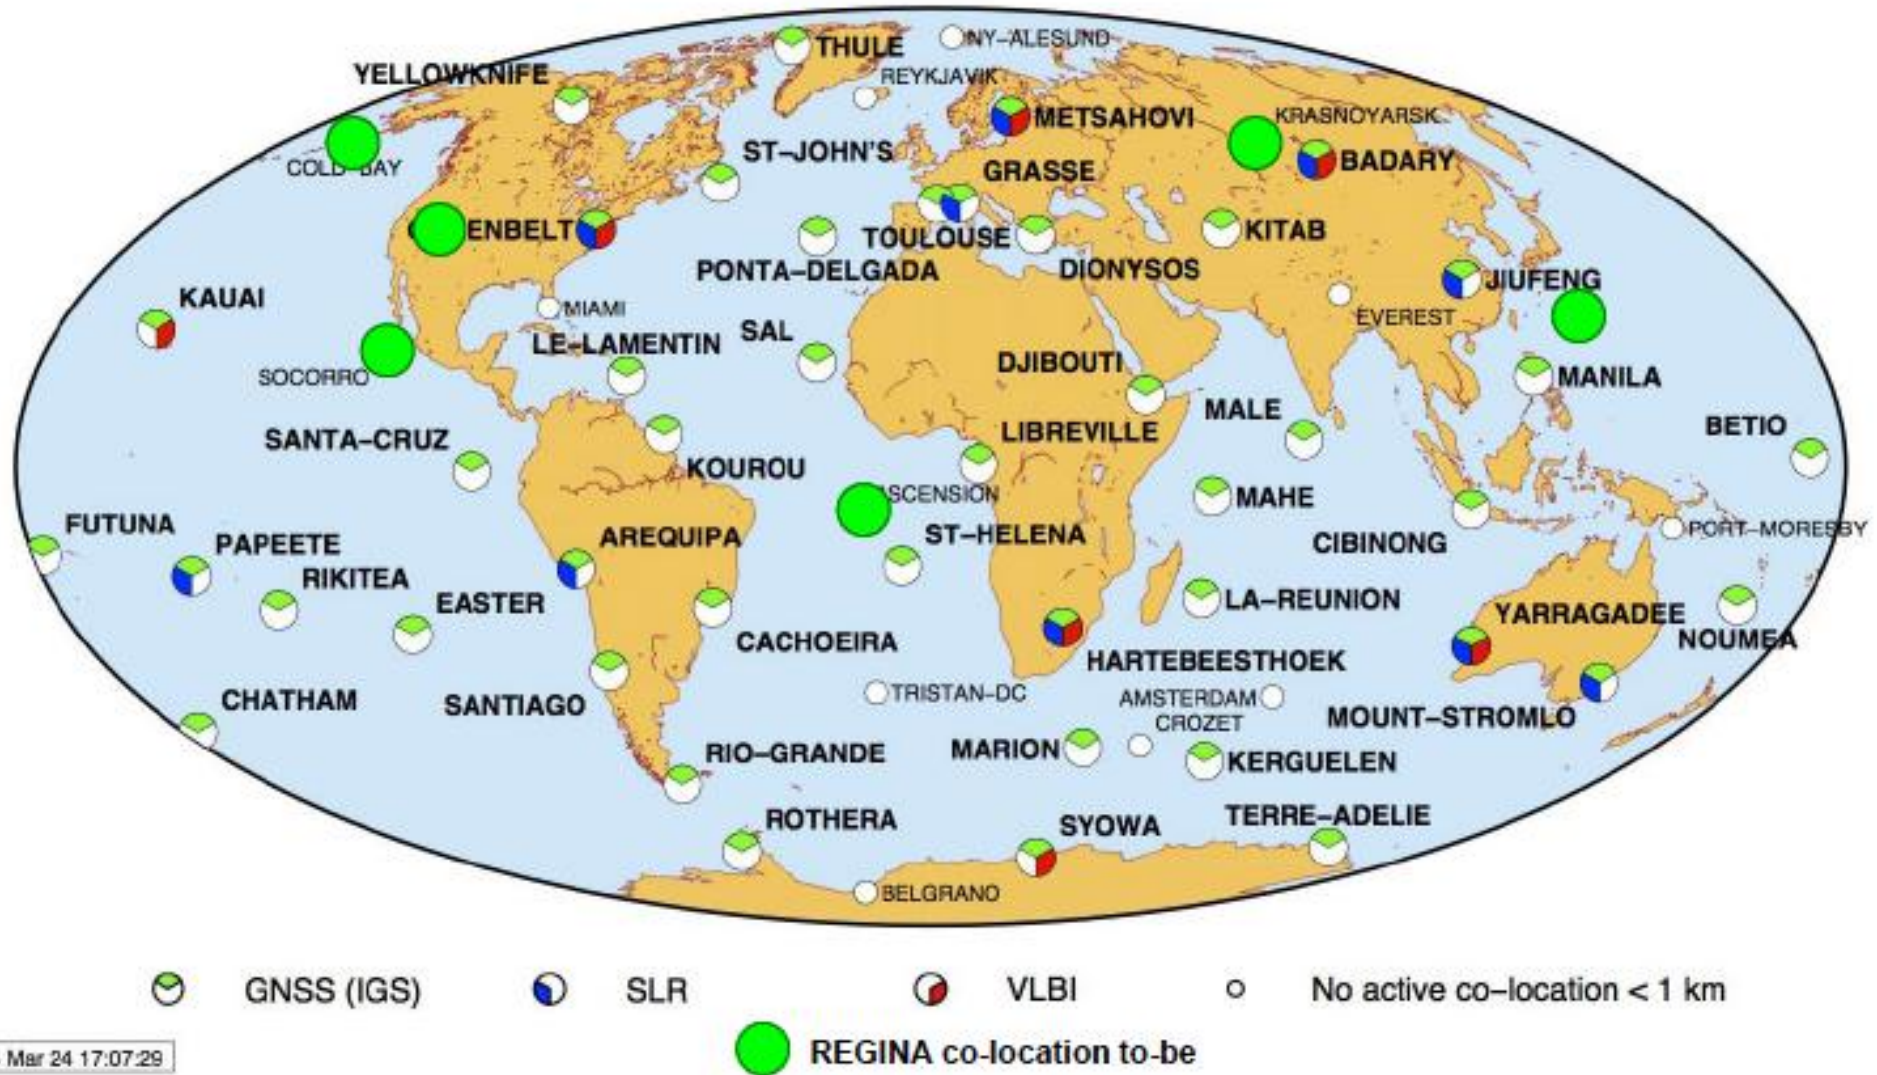 THULE
NY-ALESUND
YELLOWKNIFE
REYKJAVIK
METSAHOVI
KRASNOYARSK
COLD BAY
ST-JOHN'S
GRASSE
BADARY
ENBELT
TOULOUSE
KITAB
PONTA-DELGADA
DIONYSOS
JIUFENG
KAUAI
MIAMI
EVEREST
LE-LAMENTIN
SAL
DJIBOUTI
SOCORRO
MANILA
MALE
BETIO
SANTA-CRUZ
LIBREVILLE
KOUROU
SCENSION
MAHE
FUTUNA
PAPEETE
AREQUIPA
ST-HELENA
CIBINONG
PORT-MORESBY
RIKITEA
EASTER
LA-REUNION
YARRAGADEE
CACHOEIRA
NOUMEA
HARTEBEESTHOEK
CHATHAM
SANTIAGO
TRISTAN-DC
AMSTERDAM
CROZET
MOUNT-STROMLO
RIO-GRANDE
MARION
KERGUELEN
ROTHERA
SYOWA
TERRE-ADELIE
BELGRANO
GNSS (IGS)
SLR
VLBI
No active co-location < 1 km
REGINA co-location to-be
Mar 24 17:07:29